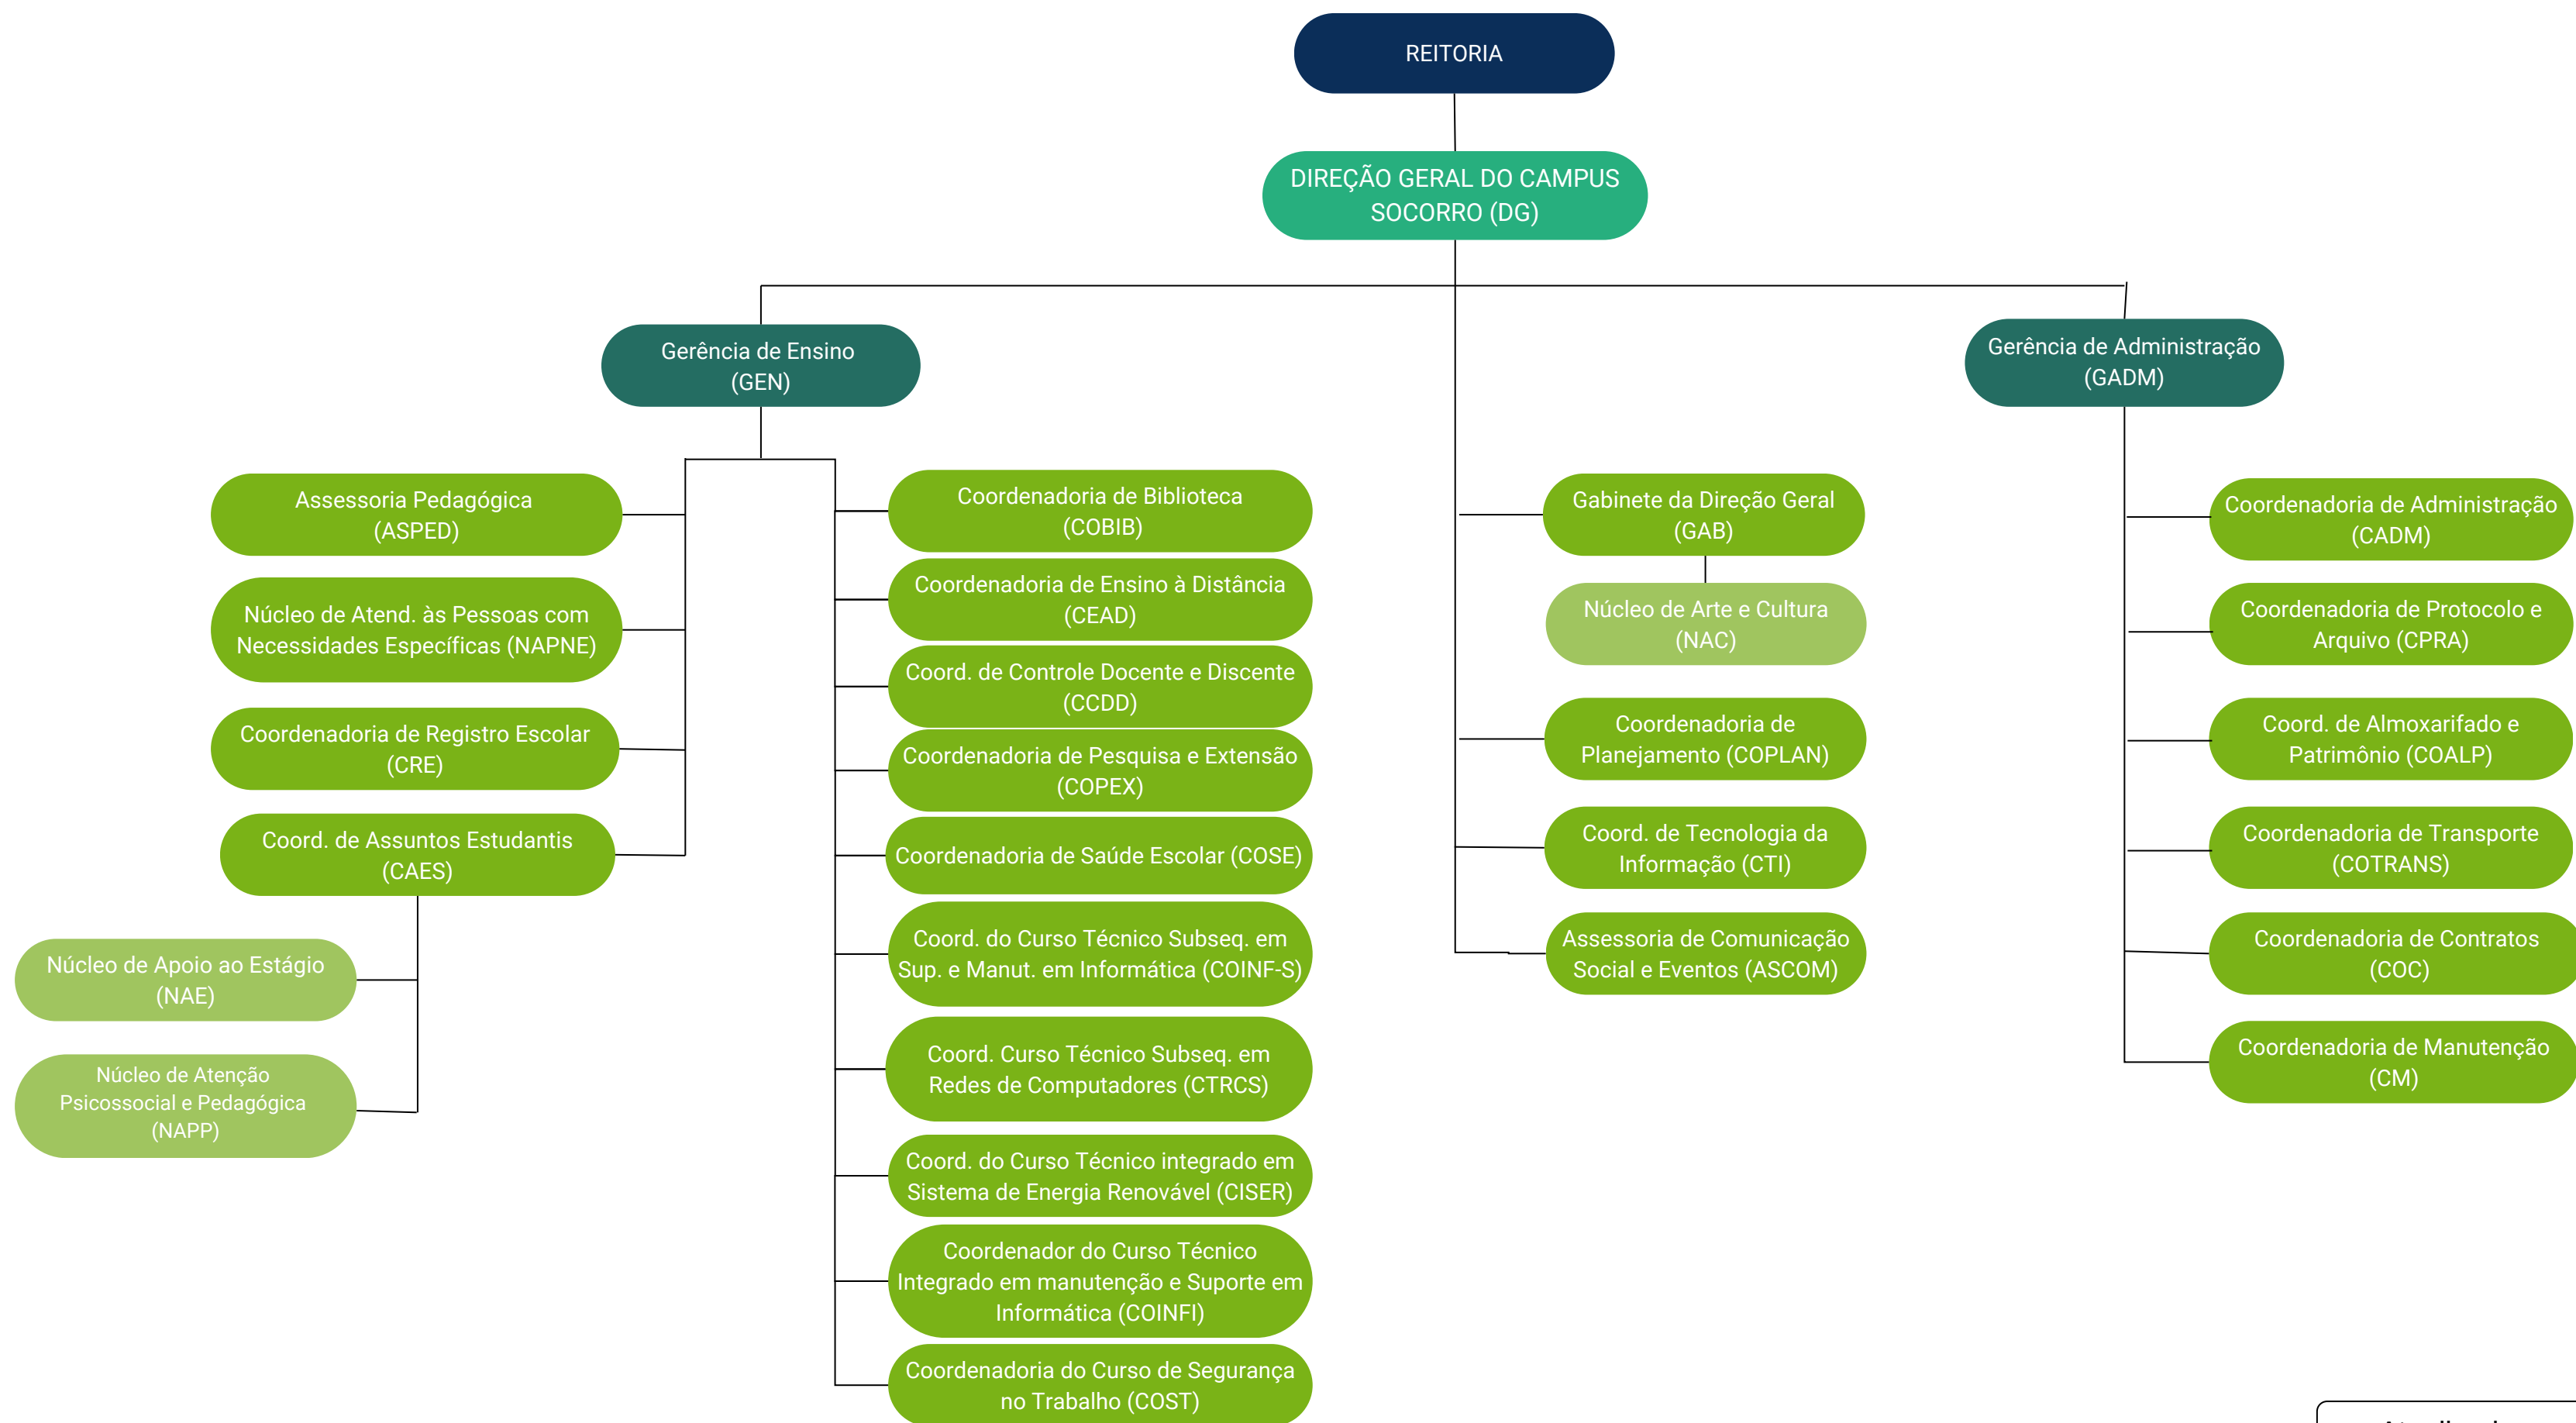 REITORIA
DIREÇÃO GERAL DO CAMPUS
SOCORRO (DG)
Gerência de Ensino
(GEN)
Gerência de Administração
(GADM)
Assessoria Pedagógica
(ASPED)
Núcleo de Atend. às Pessoas com
Necessidades Específicas (NAPNE)
Coordenadoria de Registro Escolar
(CRE)
Coord. de Assuntos Estudantis
(CAES)
Núcleo de Apoio ao Estágio
(NAE)
Núcleo de Atenção
Psicossocial e Pedagógica
(NAPP)
Coordenadoria de Biblioteca
(COBIB)
Coordenadoria de Ensino à Distância
(CEAD)
Coord. de Controle Docente e Discente
(CCDD)
Coordenadoria de Pesquisa e Extensão
(COPEX)
Coordenadoria de Saúde Escolar (COSE)
Coord. do Curso Técnico Subseq. em
Sup. e Manut. em Informática (COINF-S)
Coord. Curso Técnico Subseq. em
Redes de Computadores (CTRCS)
Coord. do Curso Técnico integrado em
Sistema de Energia Renovável (CISER)
Coordenador do Curso Técnico
Integrado em manutenção e Suporte em
Informática (COINFI)
Coordenadoria do Curso de Segurança
no Trabalho (COST)
Gabinete da Direção Geral
(GAB)
Núcleo de Arte e Cultura
(NAC)
Coordenadoria de
Planejamento (COPLAN)
Coord. de Tecnologia da
Informação (CTI)
Assessoria de Comunicação
Social e Eventos (ASCOM)
Coordenadoria de Administração
(CADM)
Coordenadoria de Protocolo e
Arquivo (CPRA)
Coord. de Almoxarifado e
Patrimônio (COALP)
Coordenadoria de Transporte
(COTRANS)
Coordenadoria de Contratos
(COC)
Coordenadoria de Manutenção
(CM)